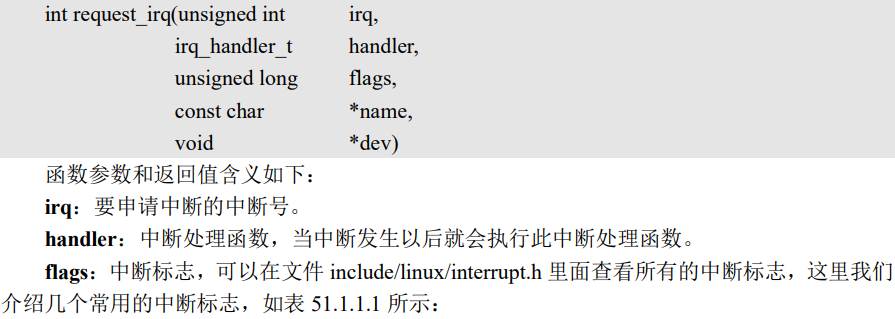 int request_irq(unsigned int irq,
irq_handler_t handler,
unsigned long flags,
const char *name,
void *dev)
函数参数和返回值含义如下：
irq：要申请中断的中断号。
handler：中断处理函数，当中断发生以后就会执行此中断处理函数。
flags：中断标志，可以在文件 include/linux/interrupt.h 里面查看所有的中断标志，这里我们
介绍几个常用的中断标志，如表 51.1.1.1 所示：